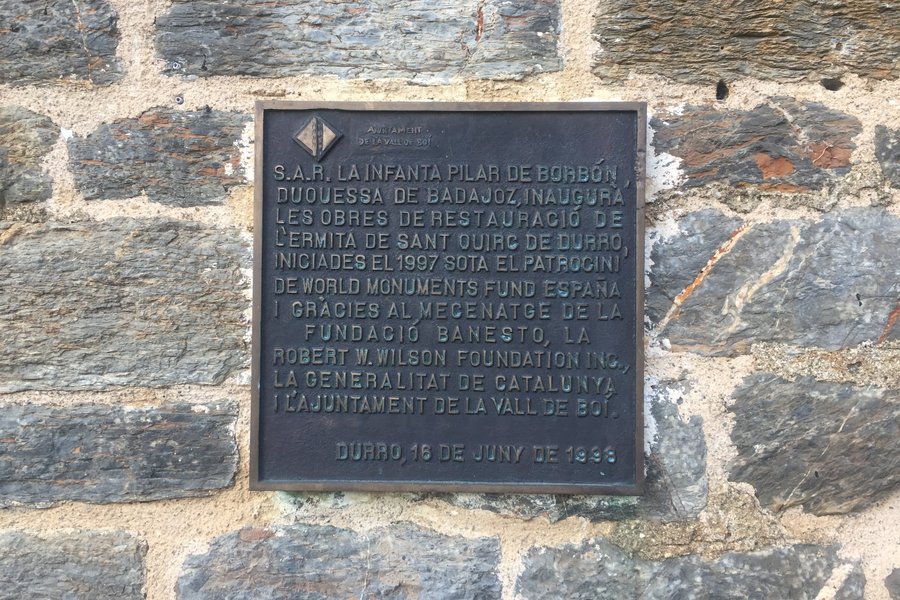 AJUNTAMENT
DE LA VALL DE BOÍ
S.A.R. LA INFANTA PILAR DE BORBÓN,
DUQUESSA DE BADAJOZ, INAUGURÀ
LES OBRES DE RESTAURACIÓ DE
L'ERMITA DE SANT QUIRC DE DURRO,
INICIADES EL 1997 SOTA EL PATROCINI
DE WORLD MONUMENTS FUND ESPAÑA
I GRÀCIES AL MECENATGE DE LA
FUNDACIÓ BANESTO, LA
ROBERT W. WILSON FOUNDATION INC.,
LA GENERALITAT DE CATALUNYA
I L'AJUNTAMENT DE LA VALL DE BOÍ.
DURRO, 16 DE JUNY DE 1998